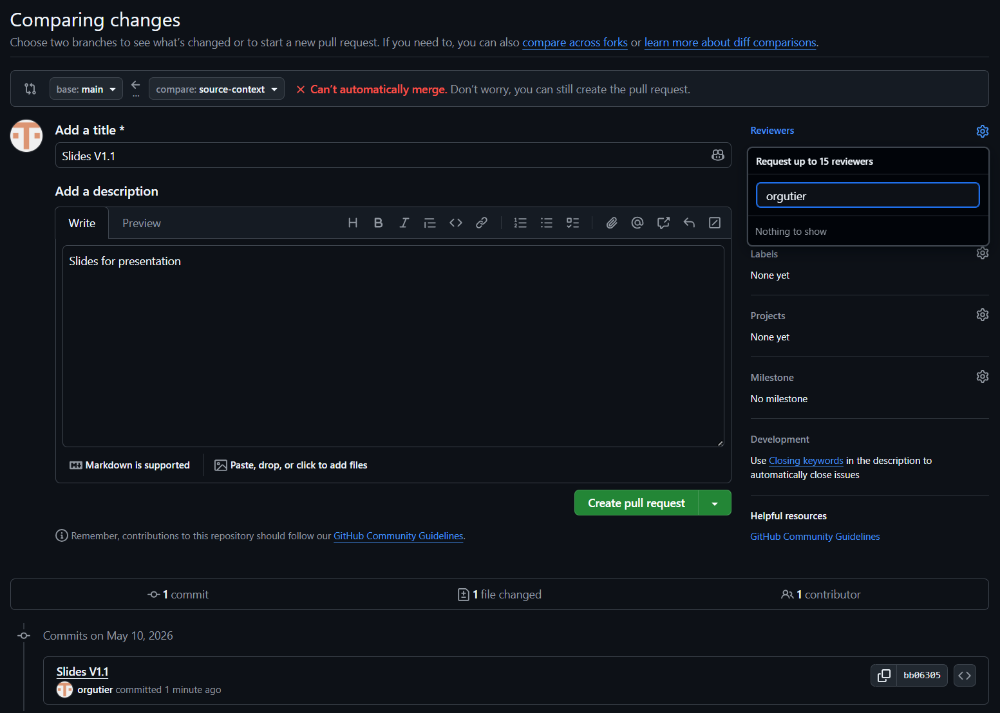 Comparing changes
Choose two branches to see what's changed or to start a new pull request. If you need to, you can also compare across forks or learn more about diff comparisons.
base: main
...
compare: source-context
Can't automatically merge. Don't worry, you can still create the pull request.
Add a title *
Slides V1.1
Add a description
Write
Preview
Slides for presentation
Markdown is supported
Paste, drop, or click to add files
Create pull request
Remember, contributions to this repository should follow our GitHub Community Guidelines.
Reviewers
Request up to 15 reviewers
orgutier
Nothing to show
Labels
None yet
Projects
None yet
Milestone
No milestone
Development
Use Closing keywords in the description to
automatically close issues
Helpful resources
GitHub Community Guidelines
1 commit
1 file changed
1 contributor
Commits on May 10, 2026
Slides V1.1
orgutier committed 1 minute ago
bb06305